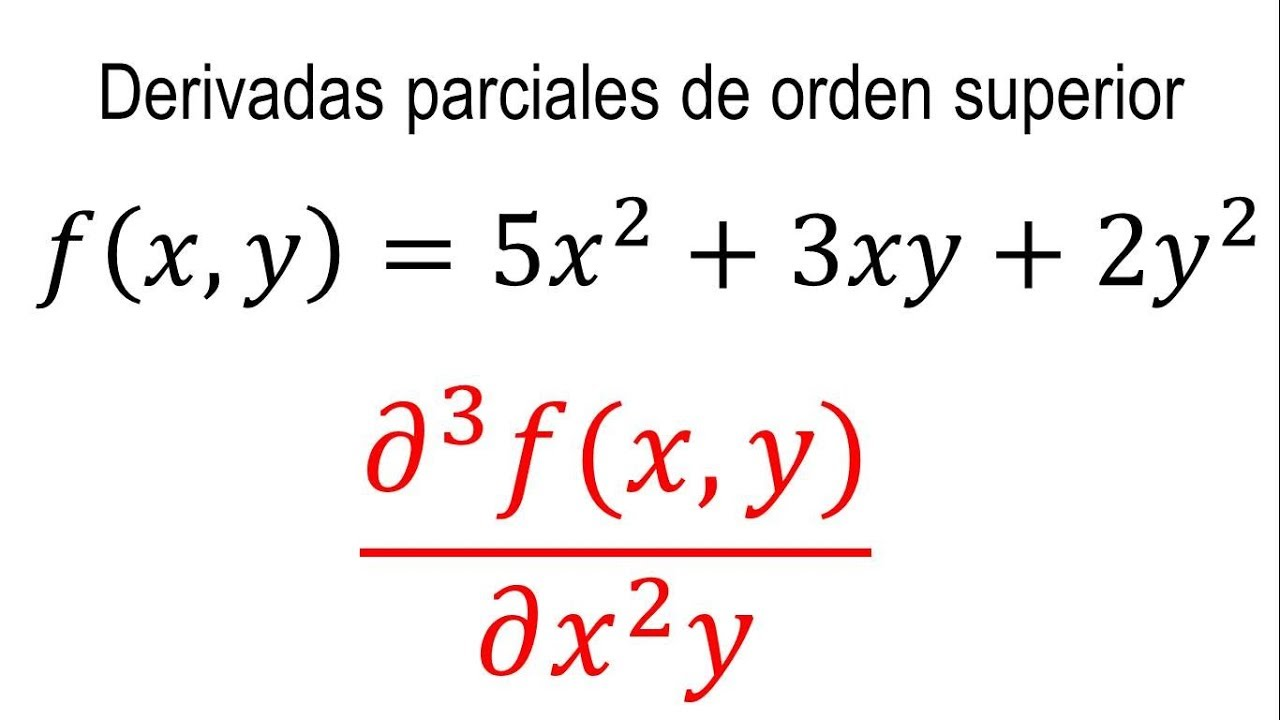 Derivadas parciales de orden superior
f(x, y) = 5x² + 3xy + 2y²
∂³f(x, y)
∂x²y